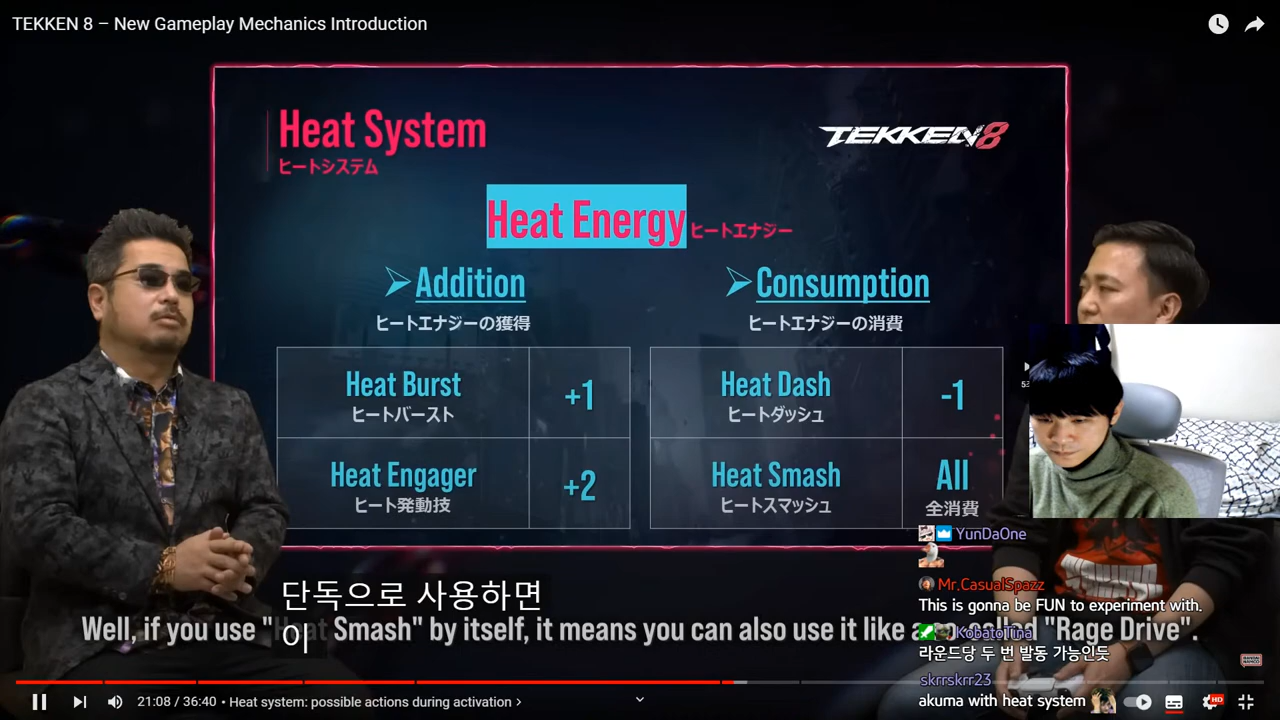 TEKKEN 8 – New Gameplay Mechanics Introduction
Heat System
ヒートシステム
TEKKEN 8
Heat Energy ヒートエナジー
Addition
ヒートエナジーの獲得
Consumption
ヒートエナジーの消費
Heat Burst
ヒートバースト
+1
Heat Engager
ヒート発動技
+2
Heat Dash
ヒートダッシュ
-1
Heat Smash
ヒートスマッシュ
All
全消費
YunDaOne
Mr.CasualSpazz
This is gonna be FUN to experiment with.
KobatoTina
라운드당 두 번 발동 가능인듯
skrrskrr23
akuma with heat system
단독으로 사용하면
이
Well, if you use "Heat Smash" by itself, it means you can also use it like a so-called "Rage Drive".
21:08 / 36:40 • Heat system: possible actions during activation
HD